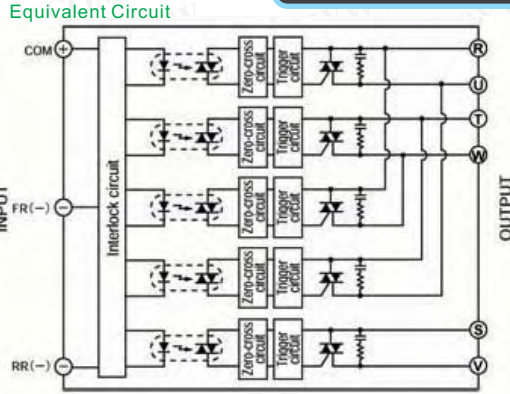 Equivalent Circuit
COM
+
INPUT
FR(−)
−
RR(−)
−
Interlock circuit
Zero-cross circuit
Trigger circuit
Zero-cross circuit
Trigger circuit
Zero-cross circuit
Trigger circuit
Zero-cross circuit
Trigger circuit
Zero-cross circuit
Trigger circuit
R
U
T
W
S
V
OUTPUT